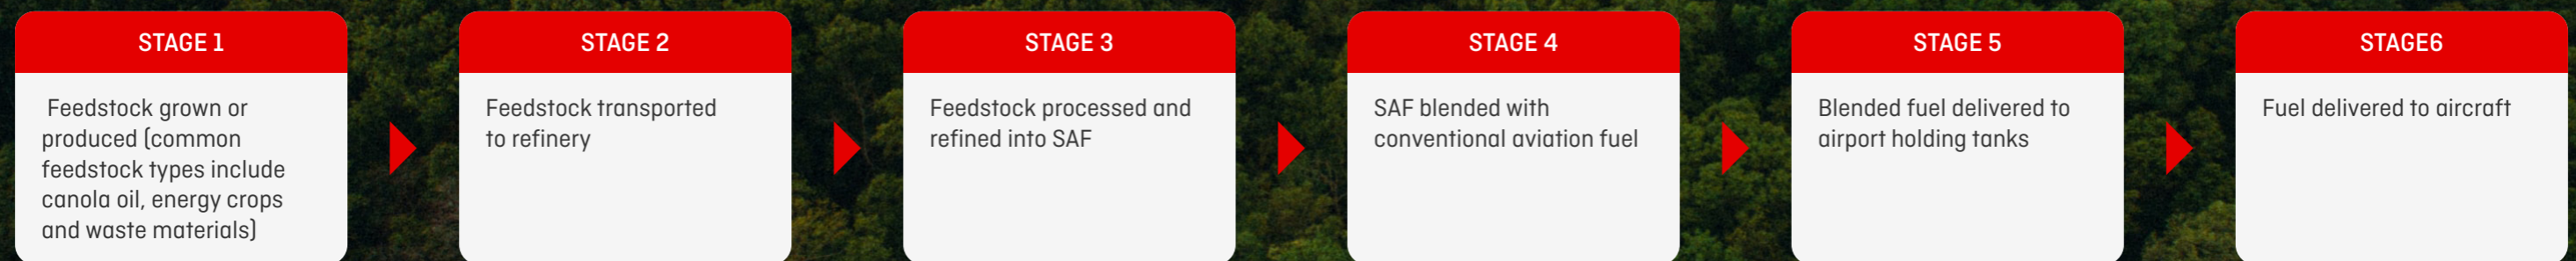 STAGE 1
Feedstock grown or
produced (common
feedstock types include
canola oil, energy crops
and waste materials)
STAGE 2
Feedstock transported
to refinery
STAGE 3
Feedstock processed and
refined into SAF
STAGE 4
SAF blended with
conventional aviation fuel
STAGE 5
Blended fuel delivered to
airport holding tanks
STAGE6
Fuel delivered to aircraft